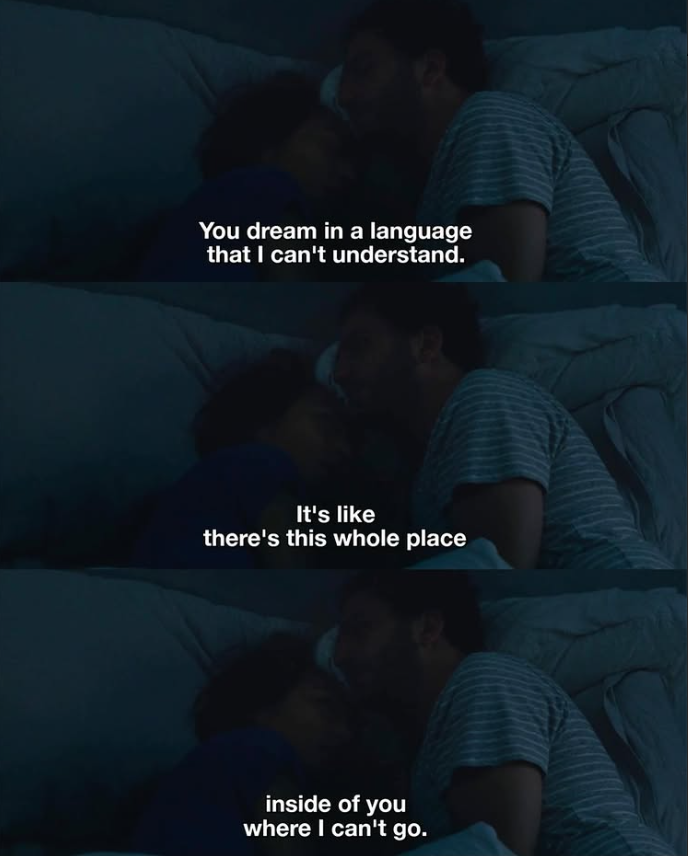 You dream in a language
that I can't understand.
It's like
there's this whole place
inside of you
where I can't go.